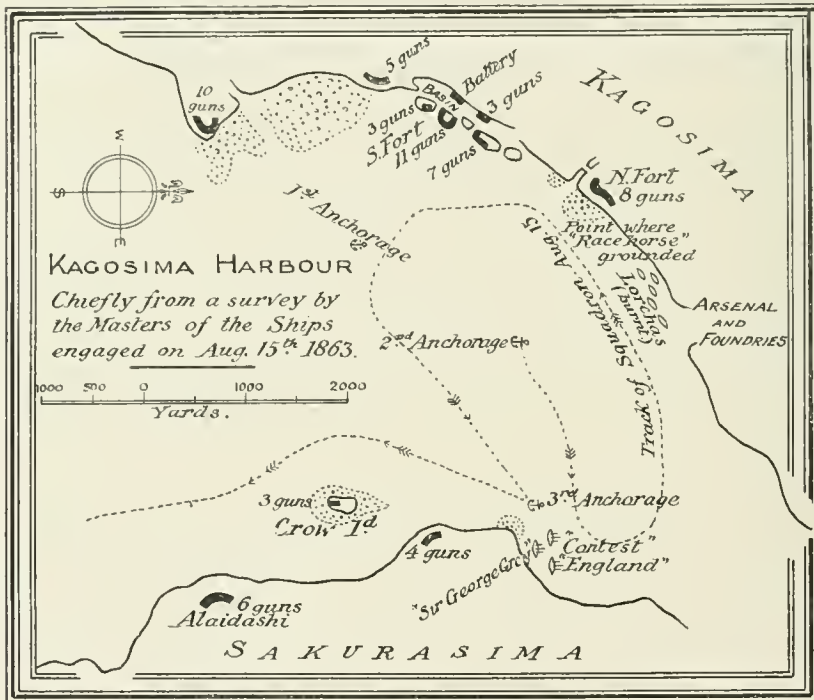 5 guns
Battery
BASIN
3 guns
10
guns
3 guns
S. Fort
11 guns
7 guns
KAGOSIMA
N. Fort
8 guns
W
S
E
1st Anchorage
Point where
"Racehorse"
grounded
KAGOSIMA HARBOUR
Chiefly from a survey by
the Masters of the Ships
engaged on Aug. 15th 1863.
Lorchas
(burnt)
ARSENAL
AND
FOUNDRIES
2nd Anchorage
Track of Squadron Aug. 15
1000 500 0 1000 2000
Yards.
3rd Anchorage
3 guns
Crow Id.
4 guns
"Contest"
"England"
"Sir George Grey"
6 guns
Alaidashi
SAKURASIMA